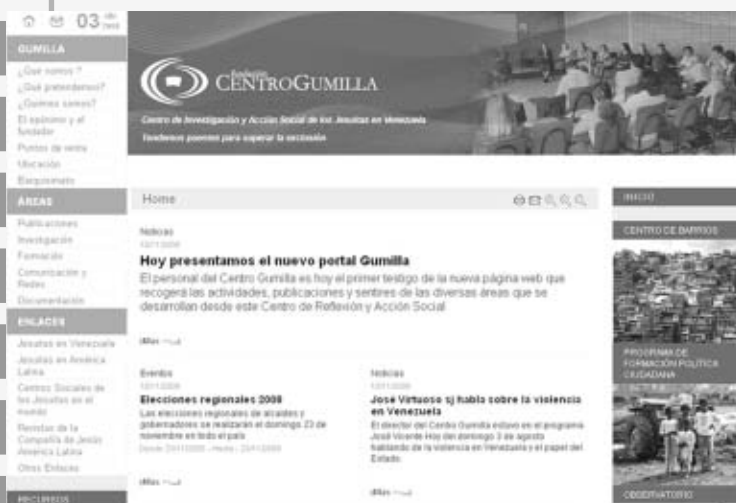 03
GUMILLA
¿Qué somos ?
¿Qué pretendemos?
¿Quiénes somos?
El epónimo y el
fundador
Puntos de venta
Ubicación
Barquisimeto
ÁREAS
Publicaciones
Investigación
Formación
Comunicación y
Redes
Documentación
ENLACES
Jesuitas en Venezuela
Jesuitas en América
Latina
Centros Sociales de
los Jesuitas en el
mundo
Revistas de la
Compañía de Jesús
América Latina
Otros Enlaces
RECURSOS
Fundación
CENTROGUMILLA
Centro de Investigación y Acción Social de los Jesuitas en Venezuela
Tendemos puentes para superar la exclusión
Home
Noticias
Hoy presentamos el nuevo portal Gumilla
El personal del Centro Gumilla es hoy el primer testigo de la nueva página web que
recogerá las actividades, publicaciones y sentires de las diversas áreas que se
desarrollan desde este Centro de Reflexión y Acción Social
Más
Eventos
Elecciones regionales 2008
Las elecciones regionales de alcaldes y
gobernadores se realizarán el domingo 23 de
noviembre en todo el país
Más
Noticias
José Virtuoso sj habla sobre la violencia
en Venezuela
El director del Centro Gumilla estuvo en el programa
José Vicente Hoy del domingo 3 de agosto
hablando de la violencia en Venezuela y el papel del
Estado.
Más
INICIO
CENTRO DE BARRIOS
PROGRAMA DE
FORMACIÓN POLÍTICA
CIUDADANA
OBSERVATORIO